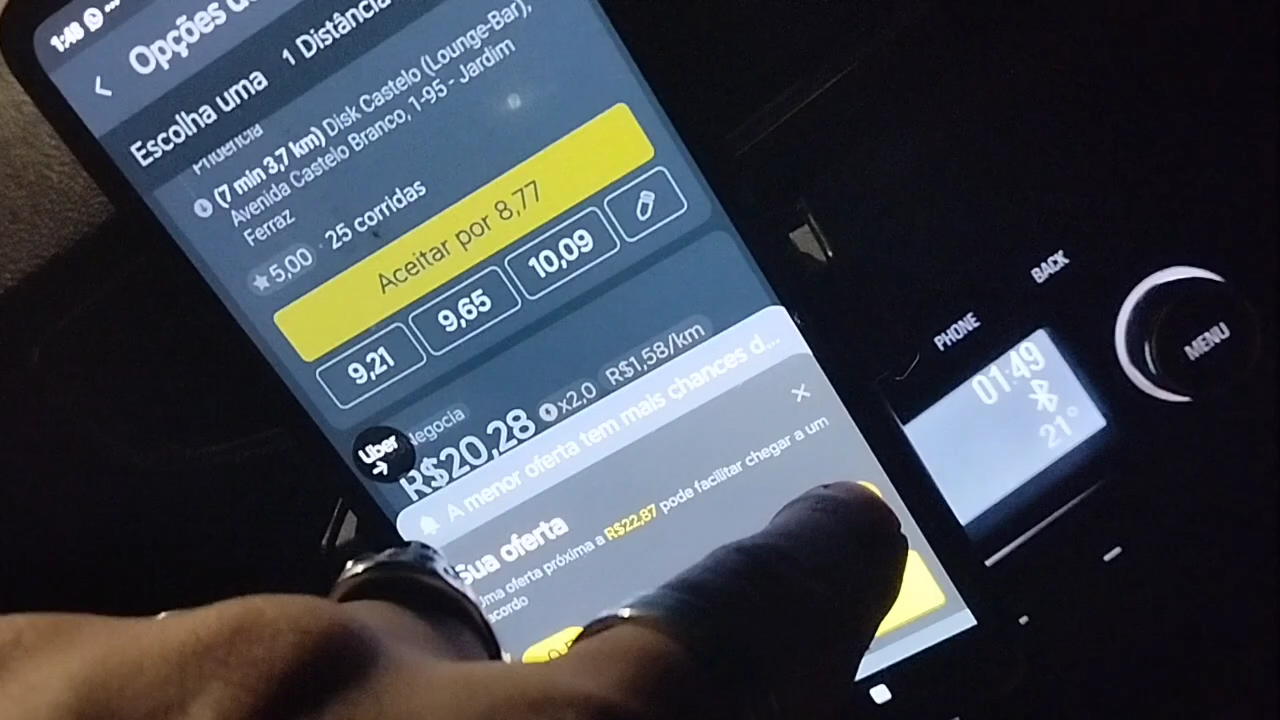 1:48
Opções d
Escolha uma
1 Distância
Prudencia
(7 min 3,7 km) Disk Castelo (Lounge-Bar),
Avenida Castelo Branco, 1-95 - Jardim
Ferraz
5,00 · 25 corridas
Aceitar por 8,77
9,21
9,65
10,09
Negocia
R$20,28
x2,0
R$1,58/km
Uber
A menor oferta tem mais chances d...
Sua oferta
Uma oferta próxima a R$22,87 pode facilitar chegar a um
acordo
BACK
PHONE
MENU
01:49
21°